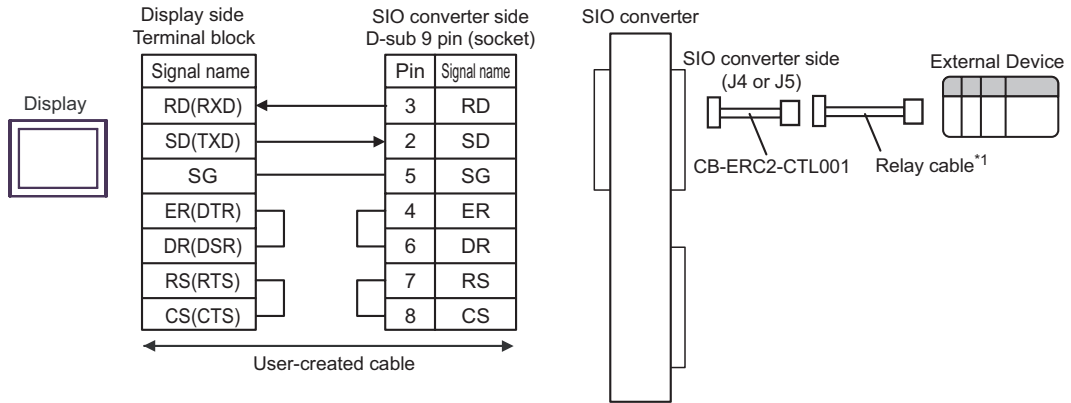 Display side
Terminal block
SIO converter side
D-sub 9 pin (socket)
SIO converter
Signal name
Pin
Signal name
RD(RXD)
3
RD
SD(TXD)
2
SD
SG
5
SG
ER(DTR)
4
ER
DR(DSR)
6
DR
RS(RTS)
7
RS
CS(CTS)
8
CS
Display
User-created cable
SIO converter side
(J4 or J5)
External Device
CB-ERC2-CTL001
Relay cable*1